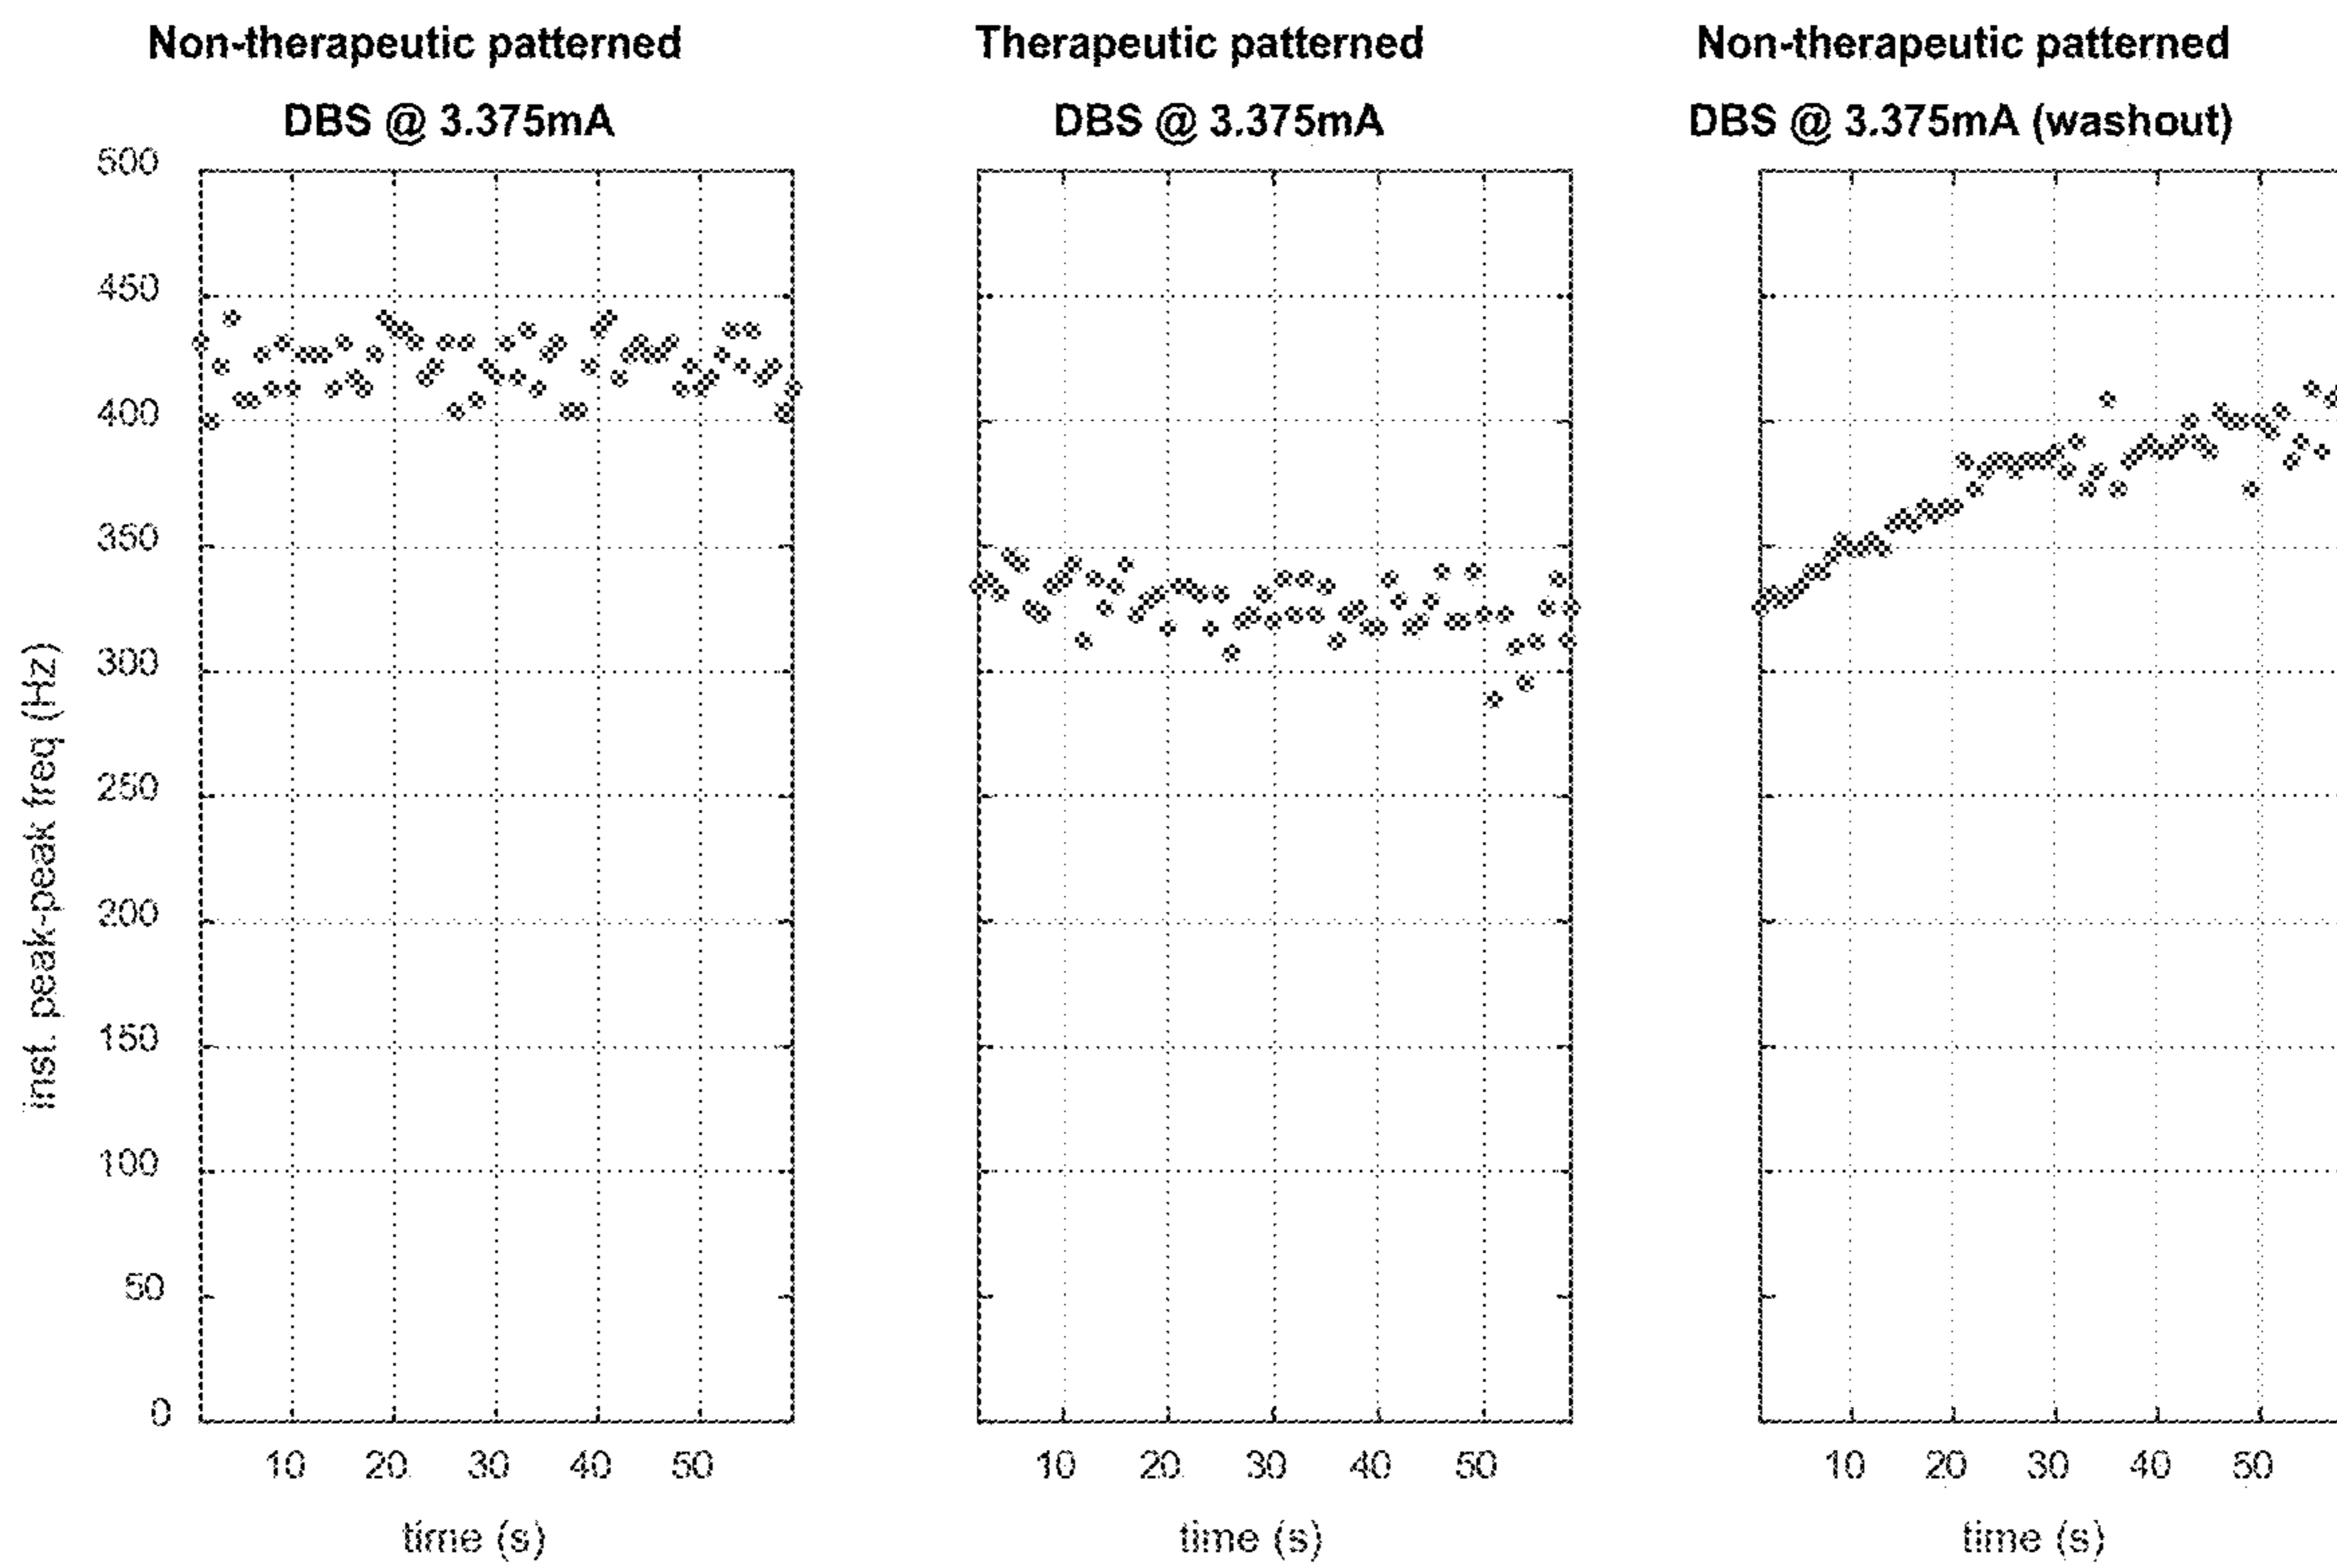 Non-therapeutic patterned
DBS @ 3.375mA
Therapeutic patterned
DBS @ 3.375mA
Non-therapeutic patterned
DBS @ 3.375mA (washout)
inst. peak-peak freq (Hz)
500
450
400
350
300
250
200
150
100
50
0
10 20 30 40 50
10 20 30 40 50
10 20 30 40 50
time (s)
time (s)
time (s)